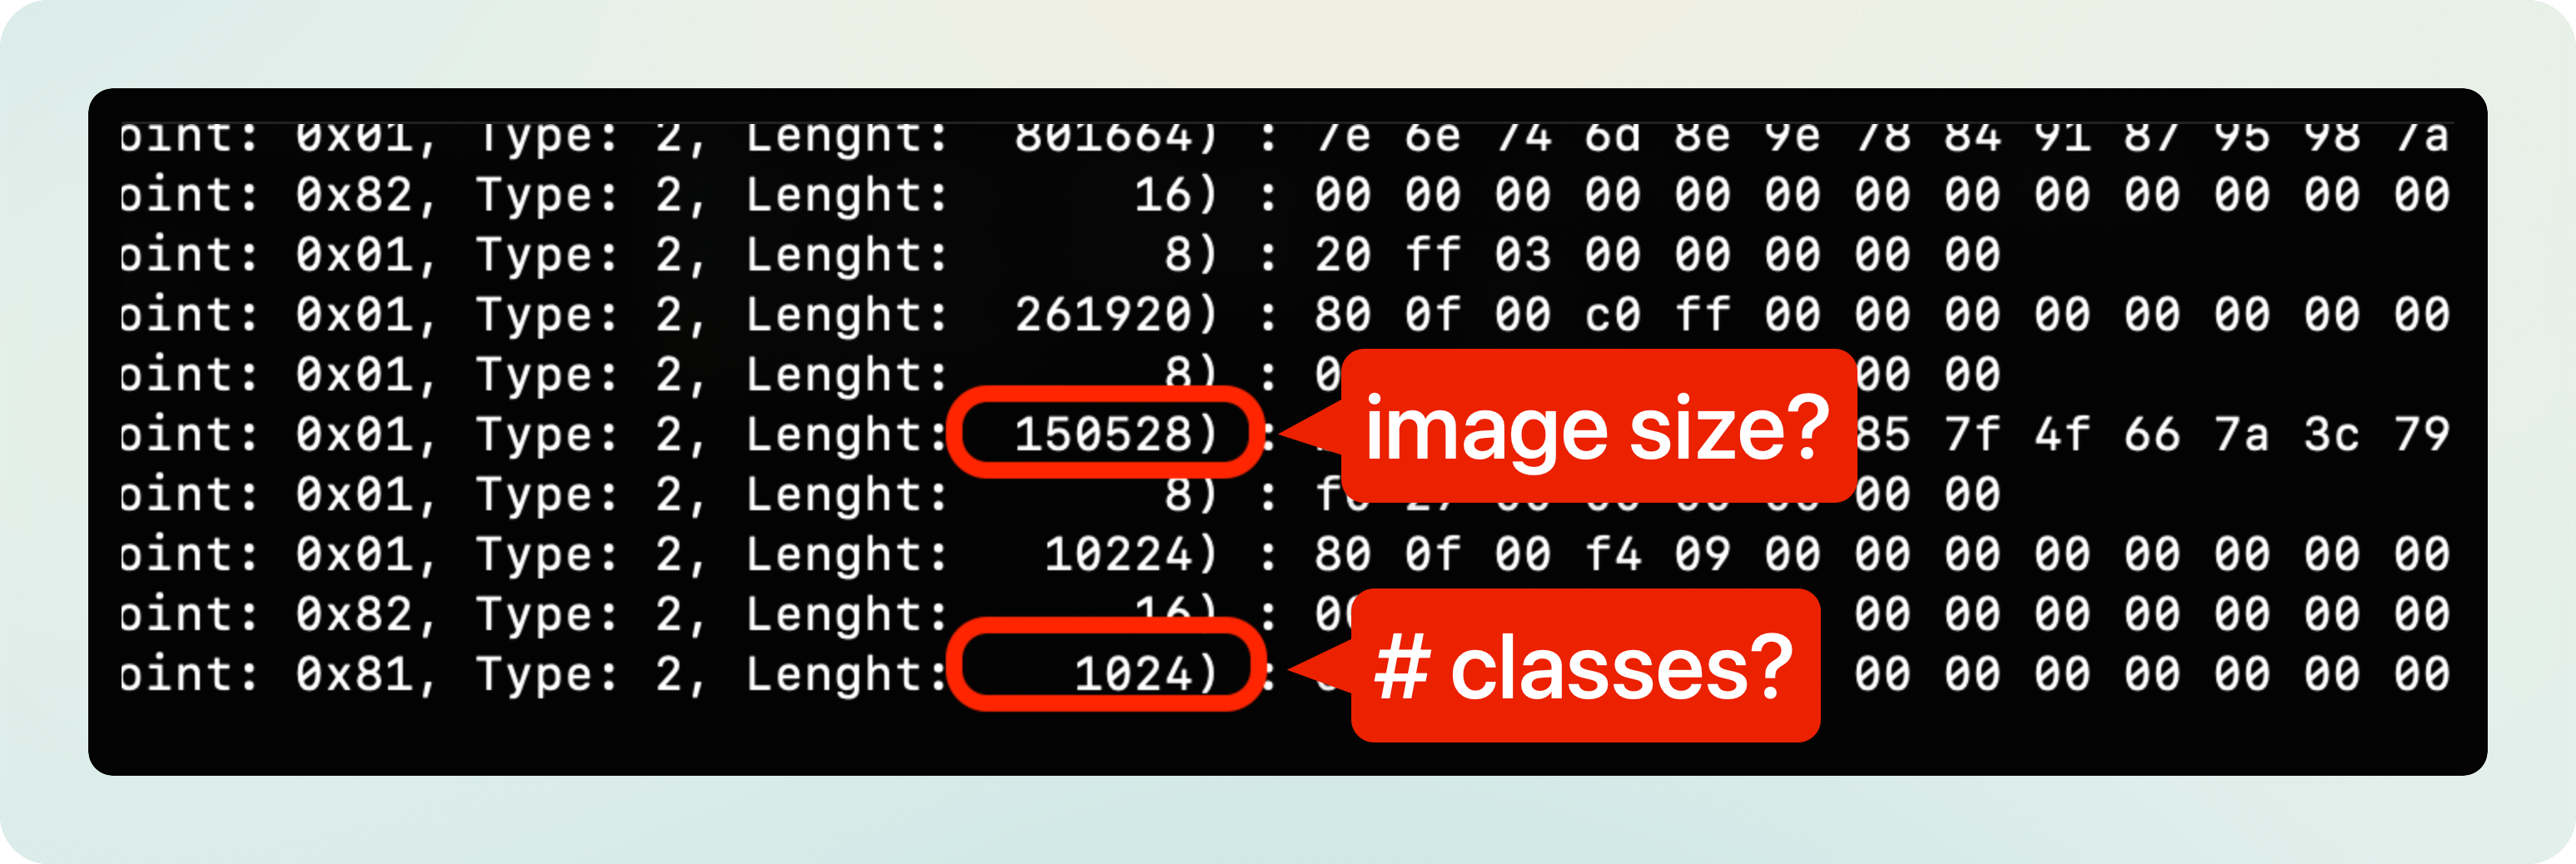 oint: 0x01, Type: 2, Lenght: 801664) : 7e 6e 74 6d 8e 9e 78 84 91 87 95 98 7a
oint: 0x82, Type: 2, Lenght: 16) : 00 00 00 00 00 00 00 00 00 00 00 00 00
oint: 0x01, Type: 2, Lenght: 8) : 20 ff 03 00 00 00 00 00
oint: 0x01, Type: 2, Lenght: 261920) : 80 0f 00 c0 ff 00 00 00 00 00 00 00 00
oint: 0x01, Type: 2, Lenght: 8) : 00 00
oint: 0x01, Type: 2, Lenght: 150528) : image size? 85 7f 4f 66 7a 3c 79
oint: 0x01, Type: 2, Lenght: 8) : 00 00
oint: 0x01, Type: 2, Lenght: 10224) : 80 0f 00 f4 09 00 00 00 00 00 00 00 00
oint: 0x82, Type: 2, Lenght: 16) : 00 00 00 00 00 00 00
oint: 0x81, Type: 2, Lenght: 1024) : # classes? 00 00 00 00 00 00 00